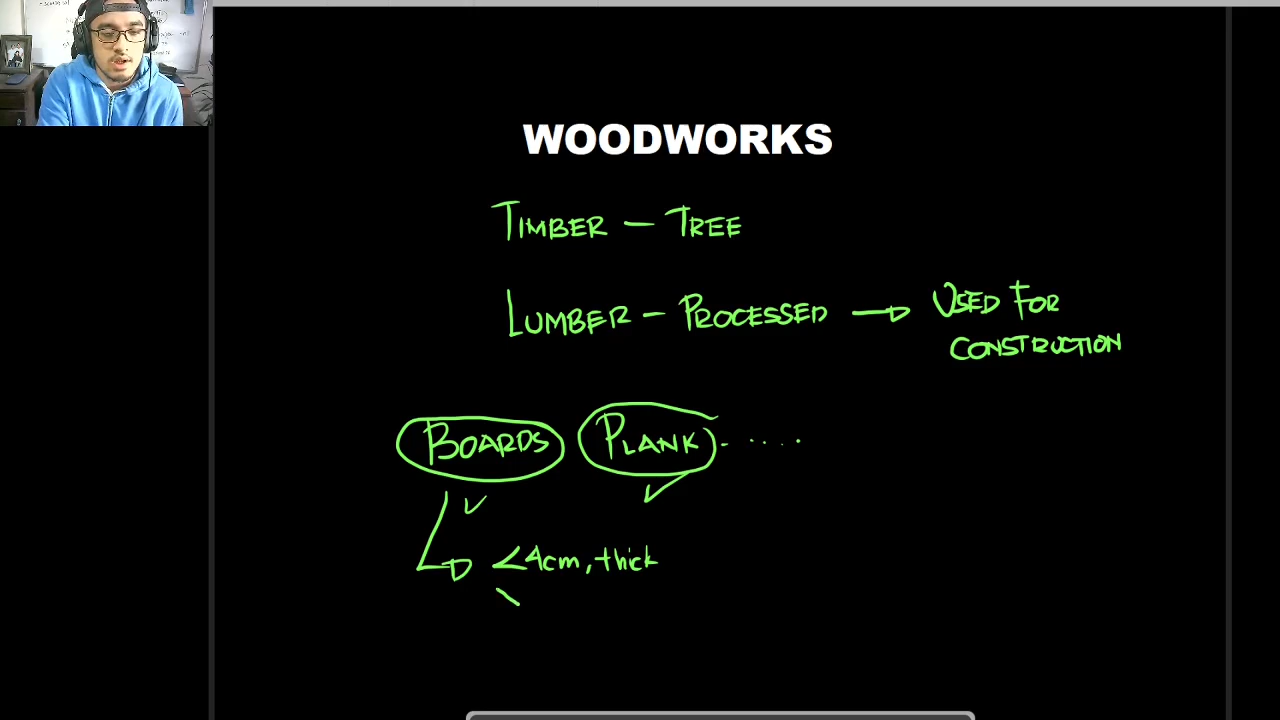 WOODWORKS
TIMBER – TREE
LUMBER – PROCESSED → USED FOR
CONSTRUCTION
BOARDS PLANK .....
<4cm, thick